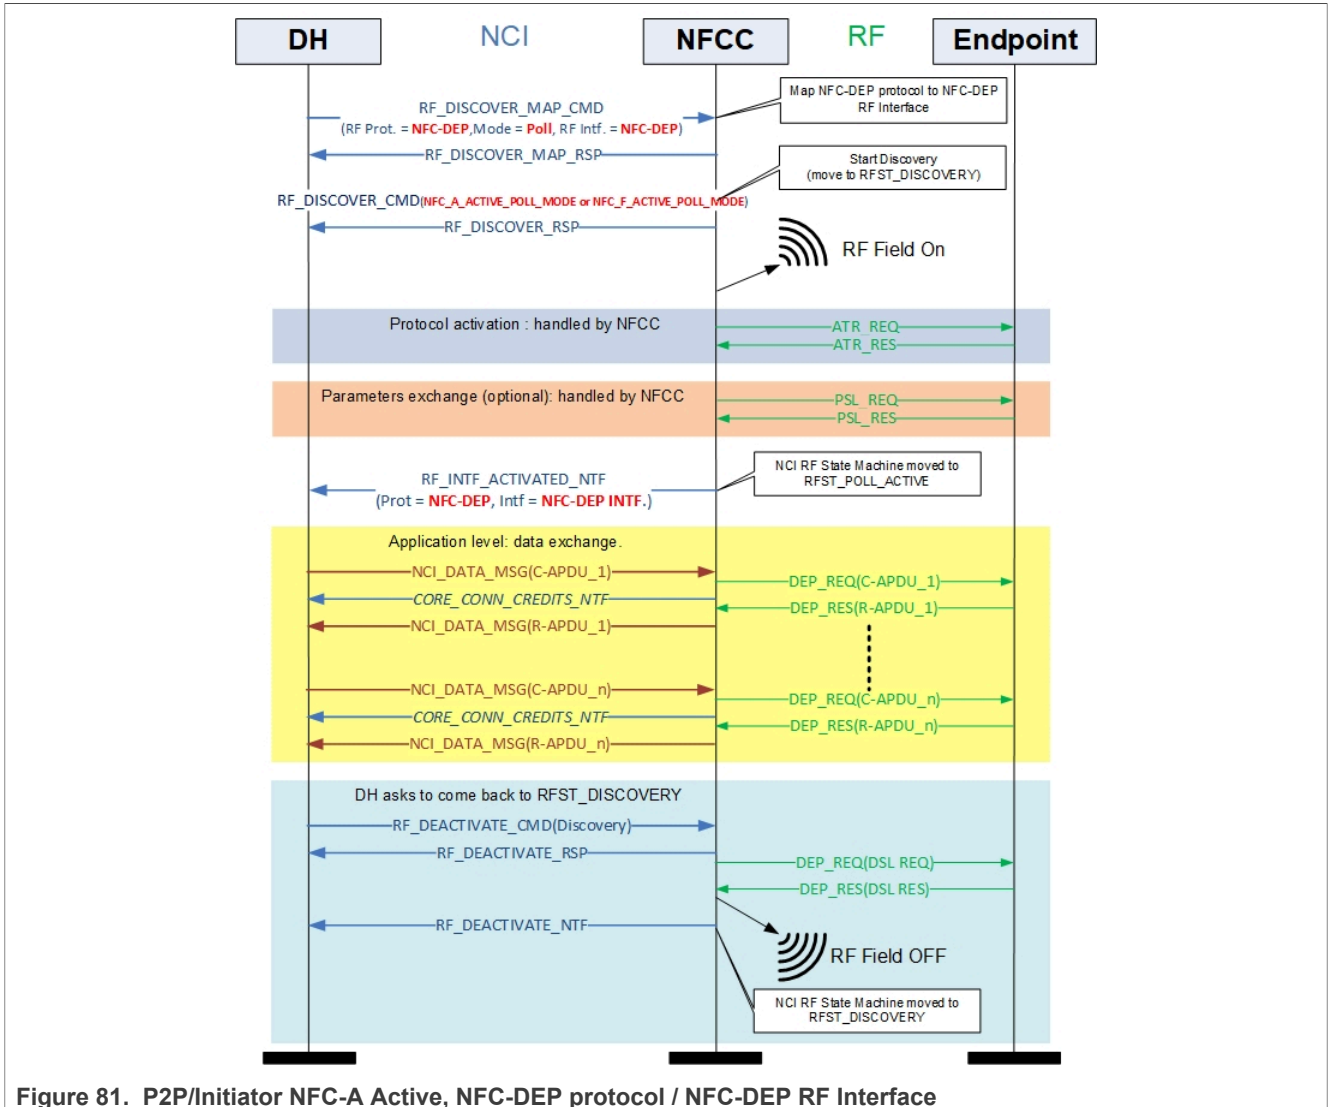 DH NCI NFCC RF Endpoint
Map NFC-DEP protocol to NFC-DEP
RF Interface
RF_DISCOVER_MAP_CMD
(RF Prot. = NFC-DEP,Mode = Poll, RF Intf. = NFC-DEP)
RF_DISCOVER_MAP_RSP
Start Discovery
(move to RFST_DISCOVERY)
RF_DISCOVER_CMD(NFC_A_ACTIVE_POLL_MODE or NFC_F_ACTIVE_POLL_MODE)
RF_DISCOVER_RSP
RF Field On
Protocol activation : handled by NFCC
ATR_REQ
ATR_RES
Parameters exchange (optional): handled by NFCC
PSL_REQ
PSL_RES
NCI RF State Machine moved to
RFST_POLL_ACTIVE
RF_INTF_ACTIVATED_NTF
(Prot = NFC-DEP, Intf = NFC-DEP INTF.)
Application level: data exchange.
NCI_DATA_MSG(C-APDU_1)
DEP_REQ(C-APDU_1)
CORE_CONN_CREDITS_NTF
DEP_RES(R-APDU_1)
NCI_DATA_MSG(R-APDU_1)
NCI_DATA_MSG(C-APDU_n)
DEP_REQ(C-APDU_n)
CORE_CONN_CREDITS_NTF
DEP_RES(R-APDU_n)
NCI_DATA_MSG(R-APDU_n)
DH asks to come back to RFST_DISCOVERY
RF_DEACTIVATE_CMD(Discovery)
RF_DEACTIVATE_RSP
DEP_REQ(DSL REQ)
DEP_RES(DSL RES)
RF_DEACTIVATE_NTF
RF Field OFF
NCI RF State Machine moved to
RFST_DISCOVERY
Figure 81. P2P/Initiator NFC-A Active, NFC-DEP protocol / NFC-DEP RF Interface